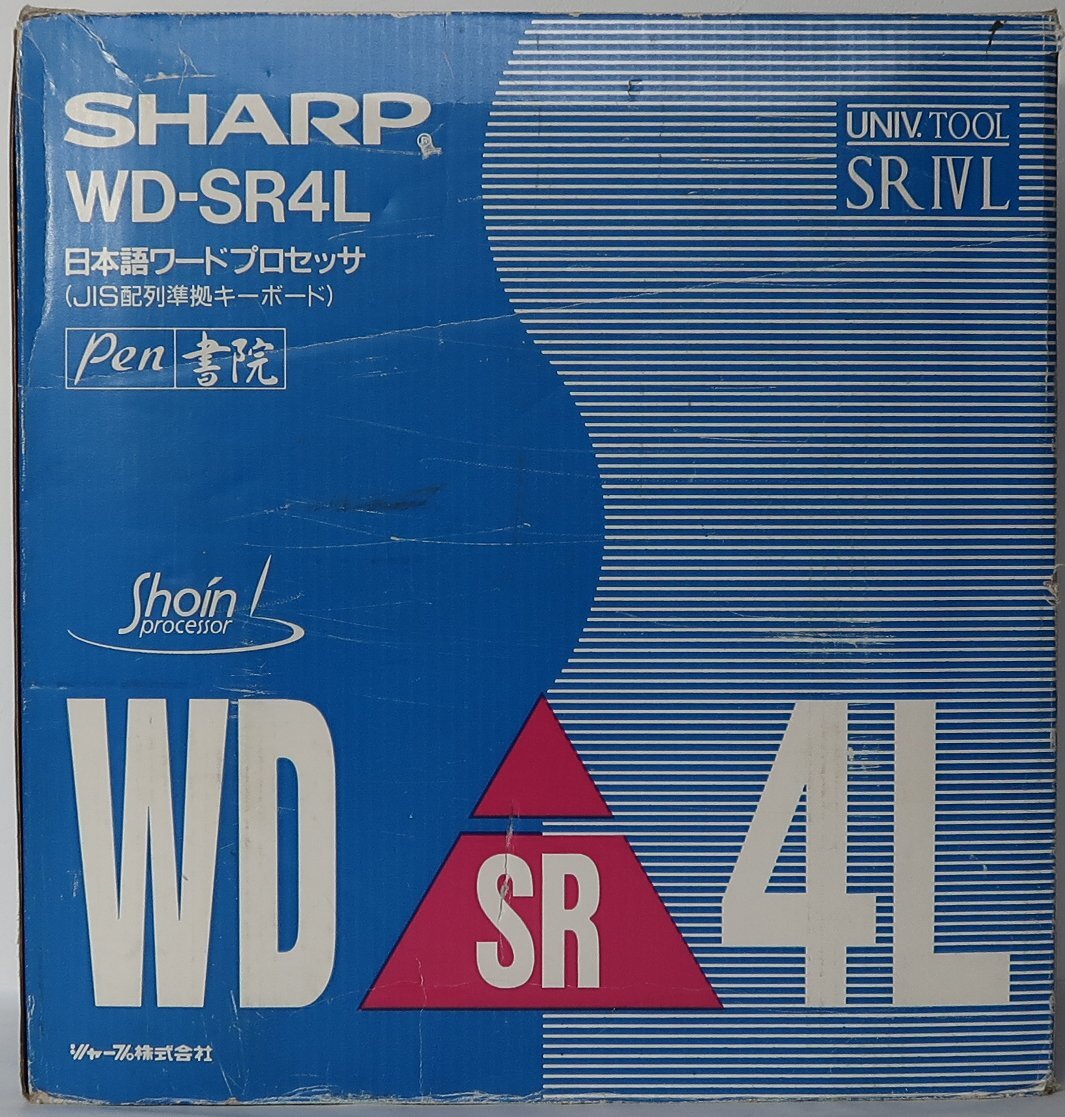 SHARP®
WD-SR4L
日本語ワードプロセッサ
(JIS配列準拠キーボード)
Pen 書院
UNIV. TOOL
SR IV L
Shoin
processor
WD SR 4L
シャープ株式会社